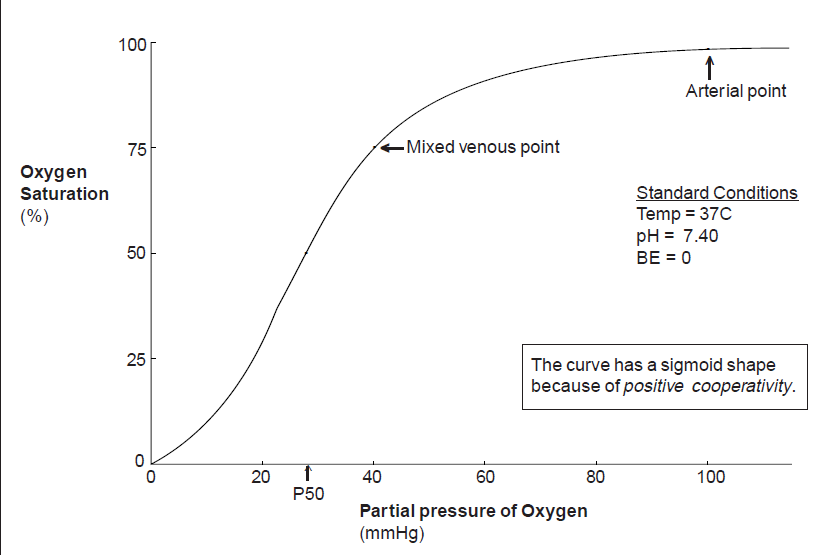 100
Arterial point
75
Mixed venous point
Oxygen
Saturation
(%)
Standard Conditions
Temp = 37C
pH = 7.40
BE = 0
50
25
The curve has a sigmoid shape
because of positive cooperativity.
0
0 20 40 60 80 100
P50
Partial pressure of Oxygen
(mmHg)